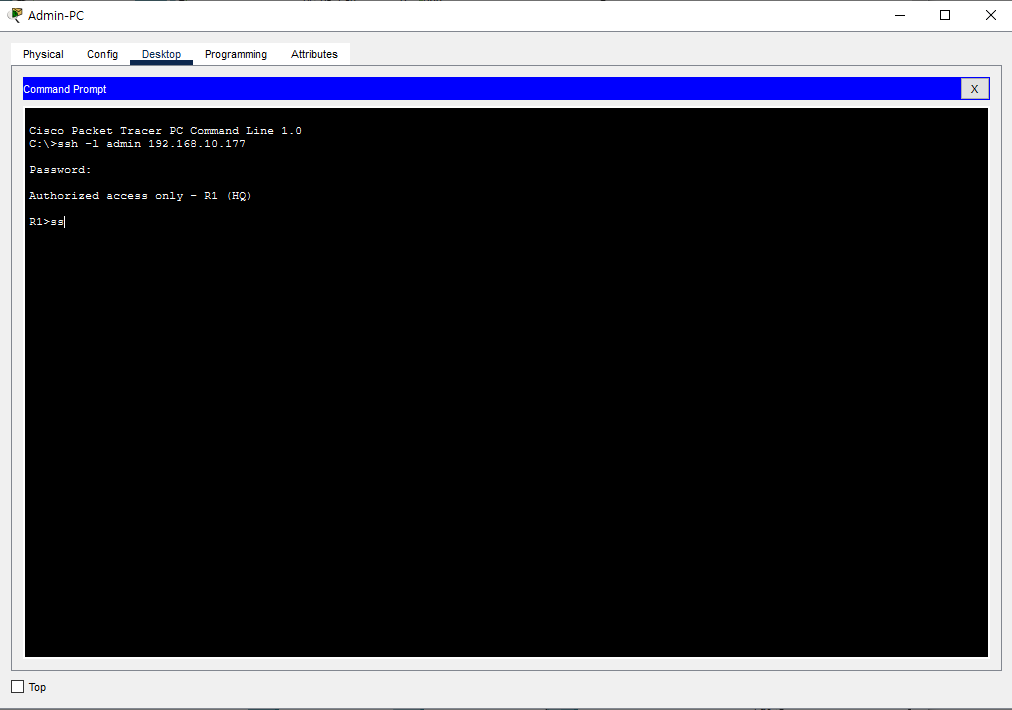 Admin-PC
Physical Config Desktop Programming Attributes
Command Prompt X
Cisco Packet Tracer PC Command Line 1.0
C:\>ssh -l admin 192.168.10.177
Password:
Authorized access only - R1 (HQ)
R1>ss
Top